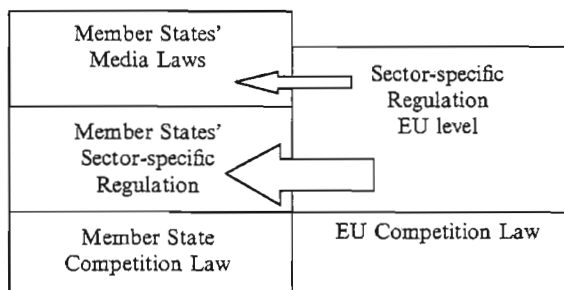 Member States'
Media Laws
Sector-specific
Regulation
EU level
Member States'
Sector-specific
Regulation
Member State
Competition Law
EU Competition Law